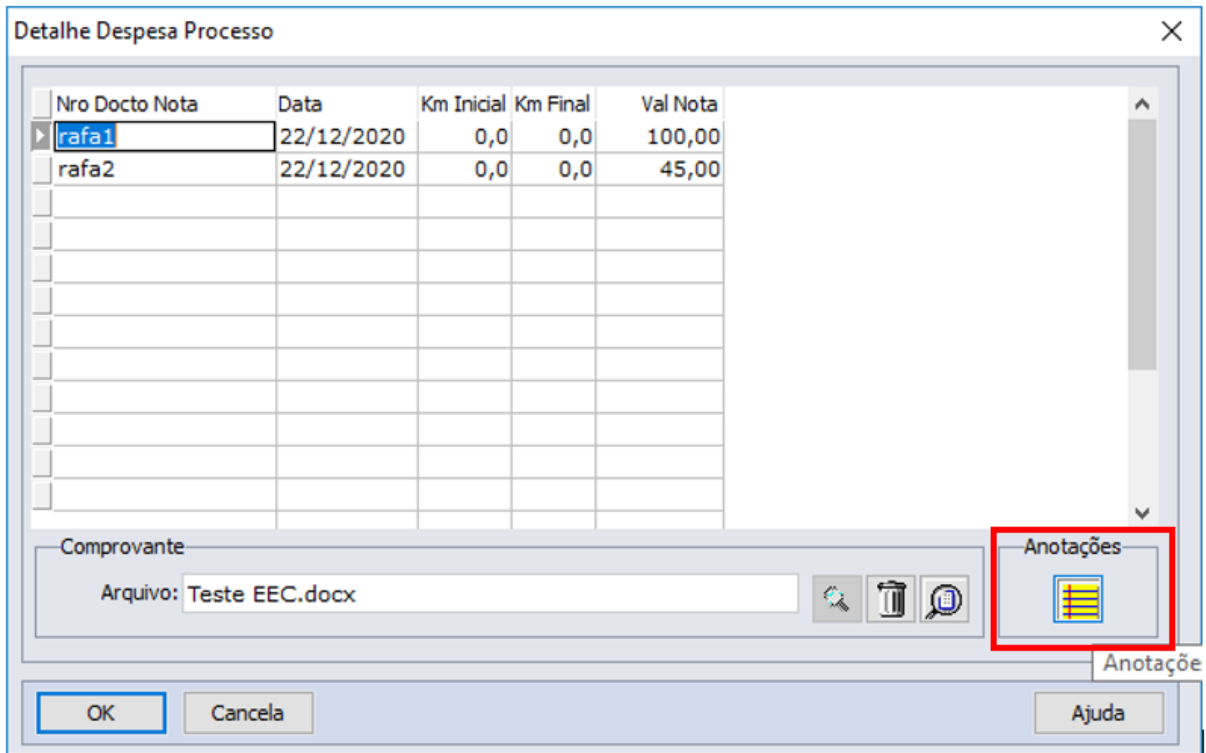 Detalhe Despesa Processo
Nro Docto Nota Data Km Inicial Km Final Val Nota
rafa1 22/12/2020 0,0 0,0 100,00
rafa2 22/12/2020 0,0 0,0 45,00
Comprovante Anotações
Arquivo: Teste EEC.docx
Anotaçõe
OK Cancela Ajuda